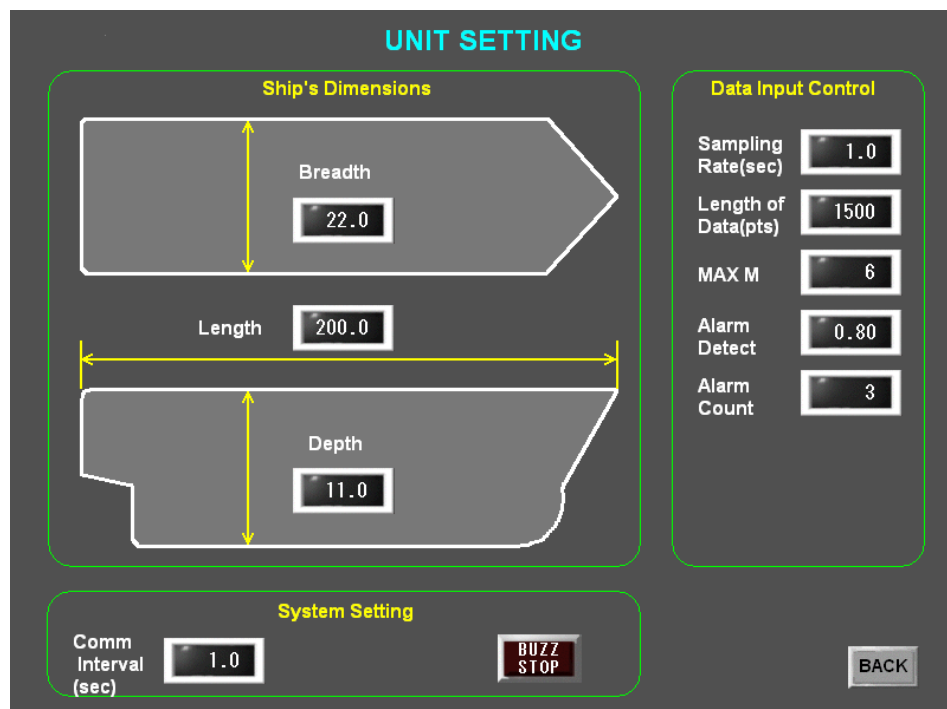 UNIT SETTING
Ship's Dimensions
Breadth
22.0
Length
200.0
Depth
11.0
Data Input Control
Sampling
Rate(sec)
1.0
Length of
Data(pts)
1500
MAX M
6
Alarm
Detect
0.80
Alarm
Count
3
System Setting
Comm
Interval
(sec)
1.0
BUZZ
STOP
BACK